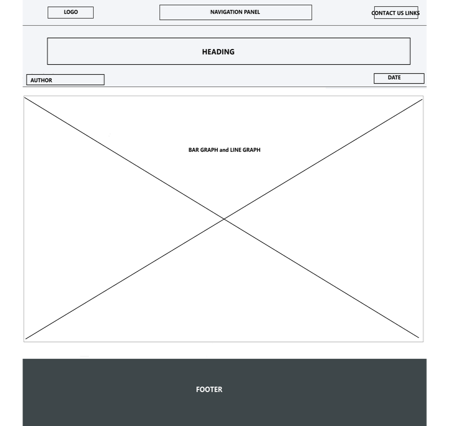 LOGO
NAVIGATION PANEL
CONTACT US LINKS
HEADING
AUTHOR
DATE
BAR GRAPH and LINE GRAPH
FOOTER